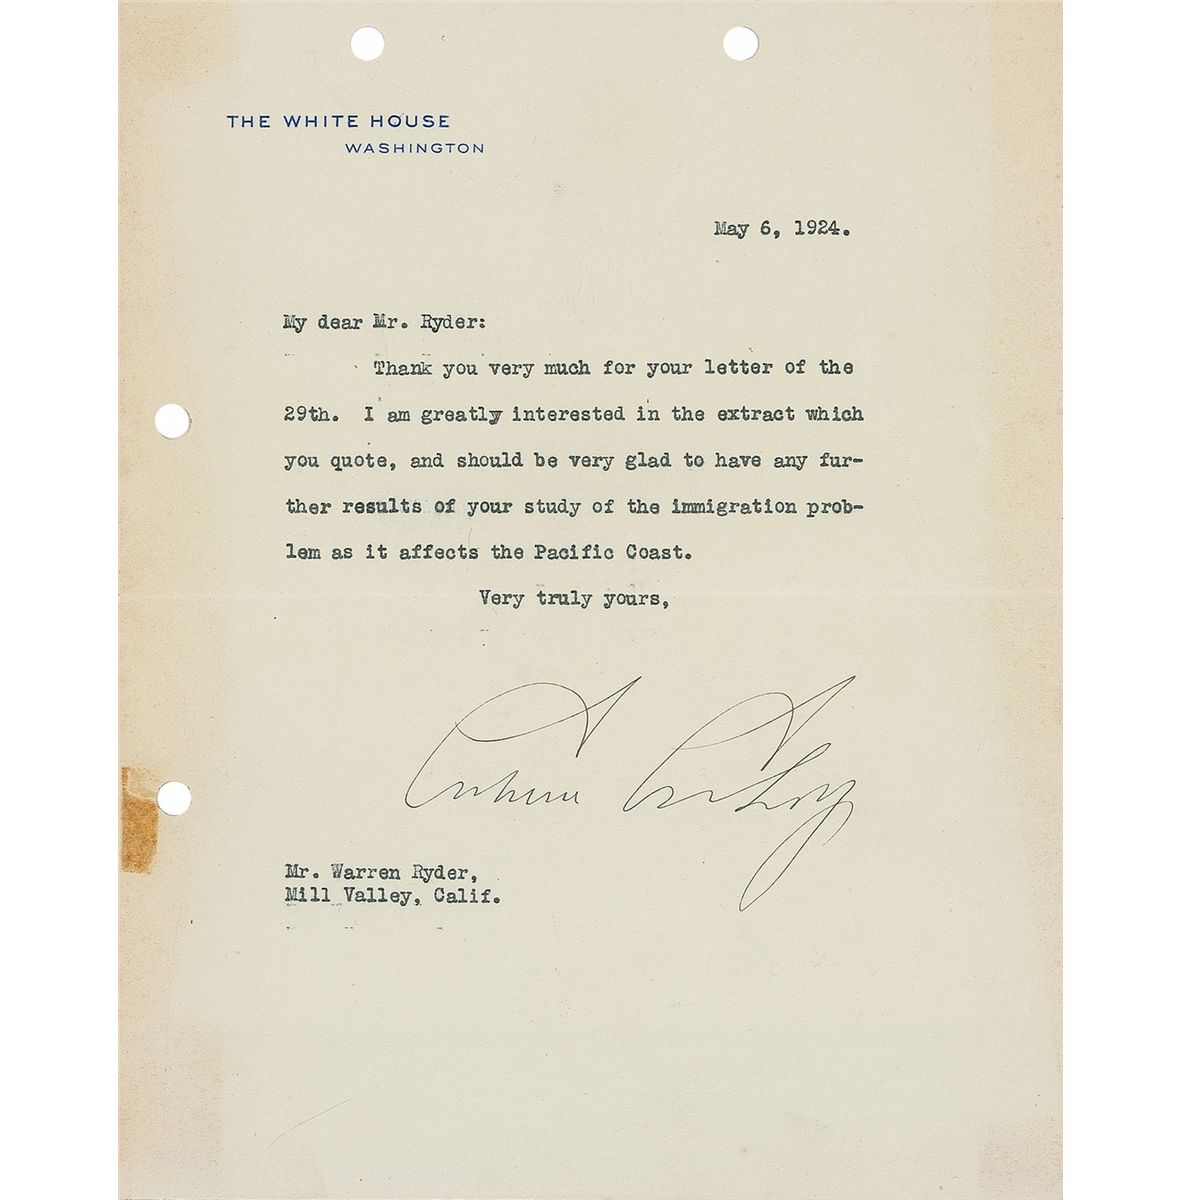 THE WHITE HOUSE
WASHINGTON
May 6, 1924.
My dear Mr. Ryder:
Thank you very much for your letter of the
29th. I am greatly interested in the extract which
you quote, and should be very glad to have any fur-
ther results of your study of the immigration prob-
lem as it affects the Pacific Coast.
Very truly yours,
Mr. Warren Ryder,
Mill Valley, Calif.